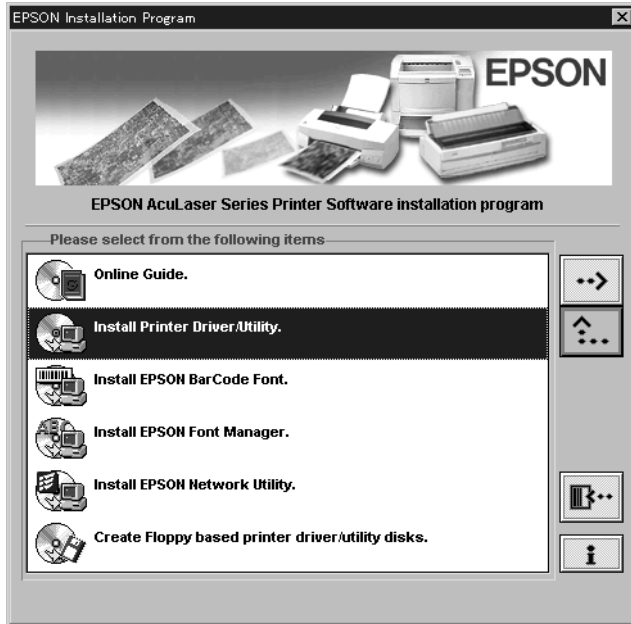 EPSON Installation Program
EPSON
EPSON AcuLaser Series Printer Software installation program
Please select from the following items
Online Guide.
Install Printer Driver/Utility.
Install EPSON BarCode Font.
Install EPSON Font Manager.
Install EPSON Network Utility.
Create Floppy based printer driver/utility disks.